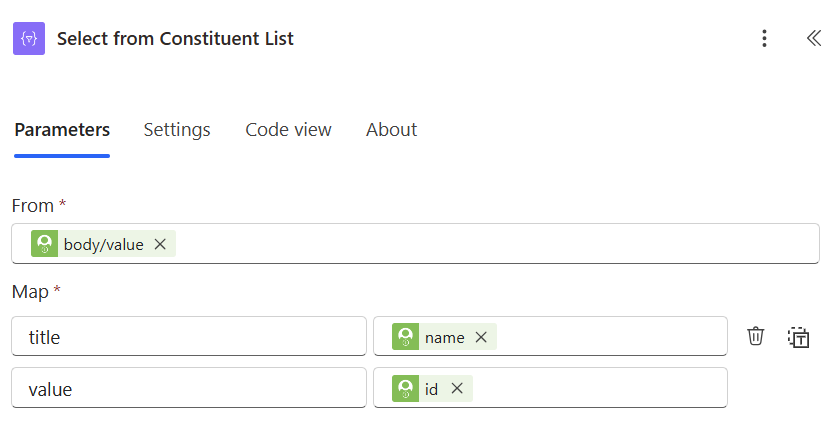 Select from Constituent List
Parameters Settings Code view About
From *
body/value
Map *
title name
value id